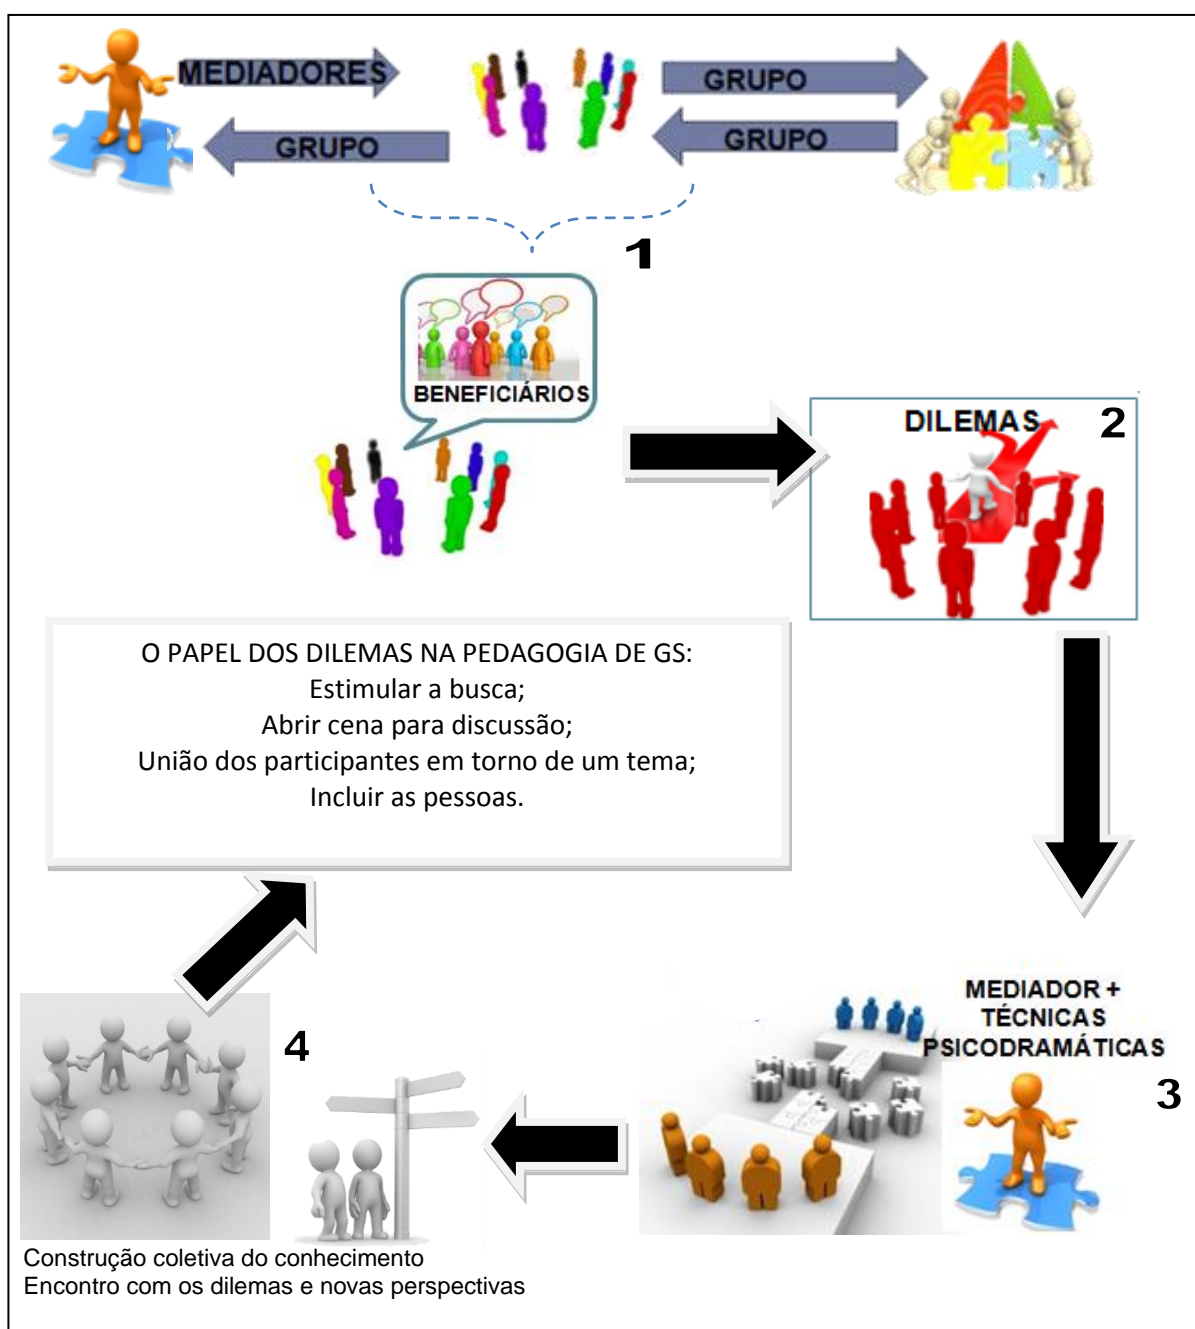 MEDIADORES
GRUPO
GRUPO
GRUPO
1
BENEFICIÁRIOS
DILEMAS
2
O PAPEL DOS DILEMAS NA PEDAGOGIA DE GS:
Estimular a busca;
Abrir cena para discussão;
União dos participantes em torno de um tema;
Incluir as pessoas.
MEDIADOR +
TÉCNICAS
PSICODRAMÁTICAS
3
4
Construção coletiva do conhecimento
Encontro com os dilemas e novas perspectivas